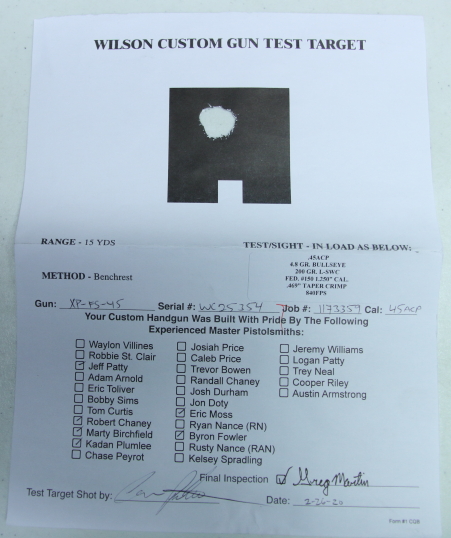 WILSON CUSTOM GUN TEST TARGET
RANGE - 15 YDS
TEST/SIGHT - IN LOAD AS BELOW:
.45ACP
4.8 GR. BULLSEYE
200 GR. L-SWC
FED. #150 1.250" CAL
.469" TAPER CRIMP
840FPS
METHOD - Benchrest
Gun: XP-FS-45 Serial #: WC25354 Job #: 1173359 Cal: 45ACP
Your Custom Handgun Was Built With Pride By The Following
Experienced Master Pistolsmiths:
Waylon Villines
Robbie St. Clair
Jeff Patty
Adam Arnold
Eric Toliver
Bobby Sims
Tom Curtis
Robert Chaney
Marty Birchfield
Kadan Plumlee
Chase Peyrot
Josiah Price
Caleb Price
Trevor Bowen
Randall Chaney
Josh Durham
Jon Doty
Eric Moss
Ryan Nance (RN)
Byron Fowler
Rusty Nance (RAN)
Kelsey Spradling
Jeremy Williams
Logan Patty
Trey Neal
Cooper Riley
Austin Armstrong
Final Inspection Greg Martin
Test Target Shot by:
Date: 2-26-20